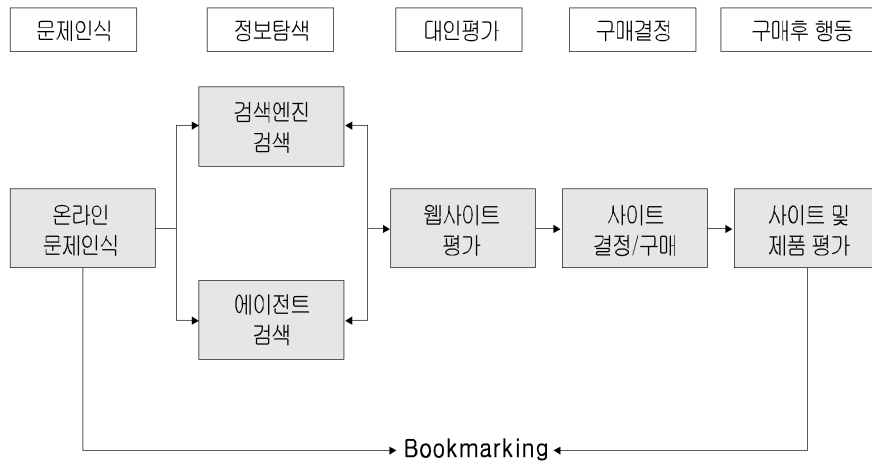 문제인식
정보탐색
대인평가
구매결정
구매후 행동
검색엔진
검색
온라인
문제인식
웹사이트
평가
사이트
결정/구매
사이트 및
제품 평가
에이전트
검색
Bookmarking